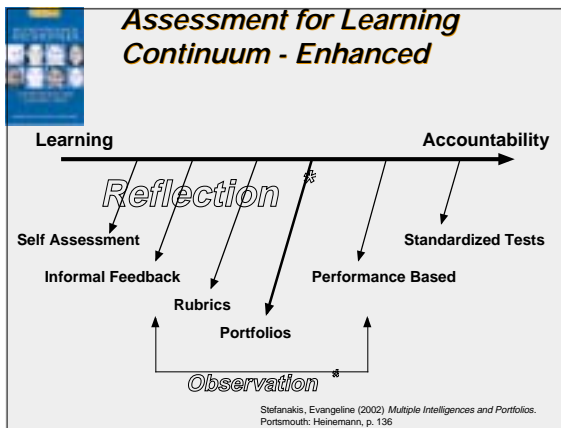 Assessment for Learning
Continuum - Enhanced
Learning
Accountability
Reflection *
Self Assessment
Standardized Tests
Informal Feedback
Performance Based
Rubrics
Portfolios
Observation *
Stefanakis, Evangeline (2002) Multiple Intelligences and Portfolios.
Portsmouth: Heinemann, p. 136